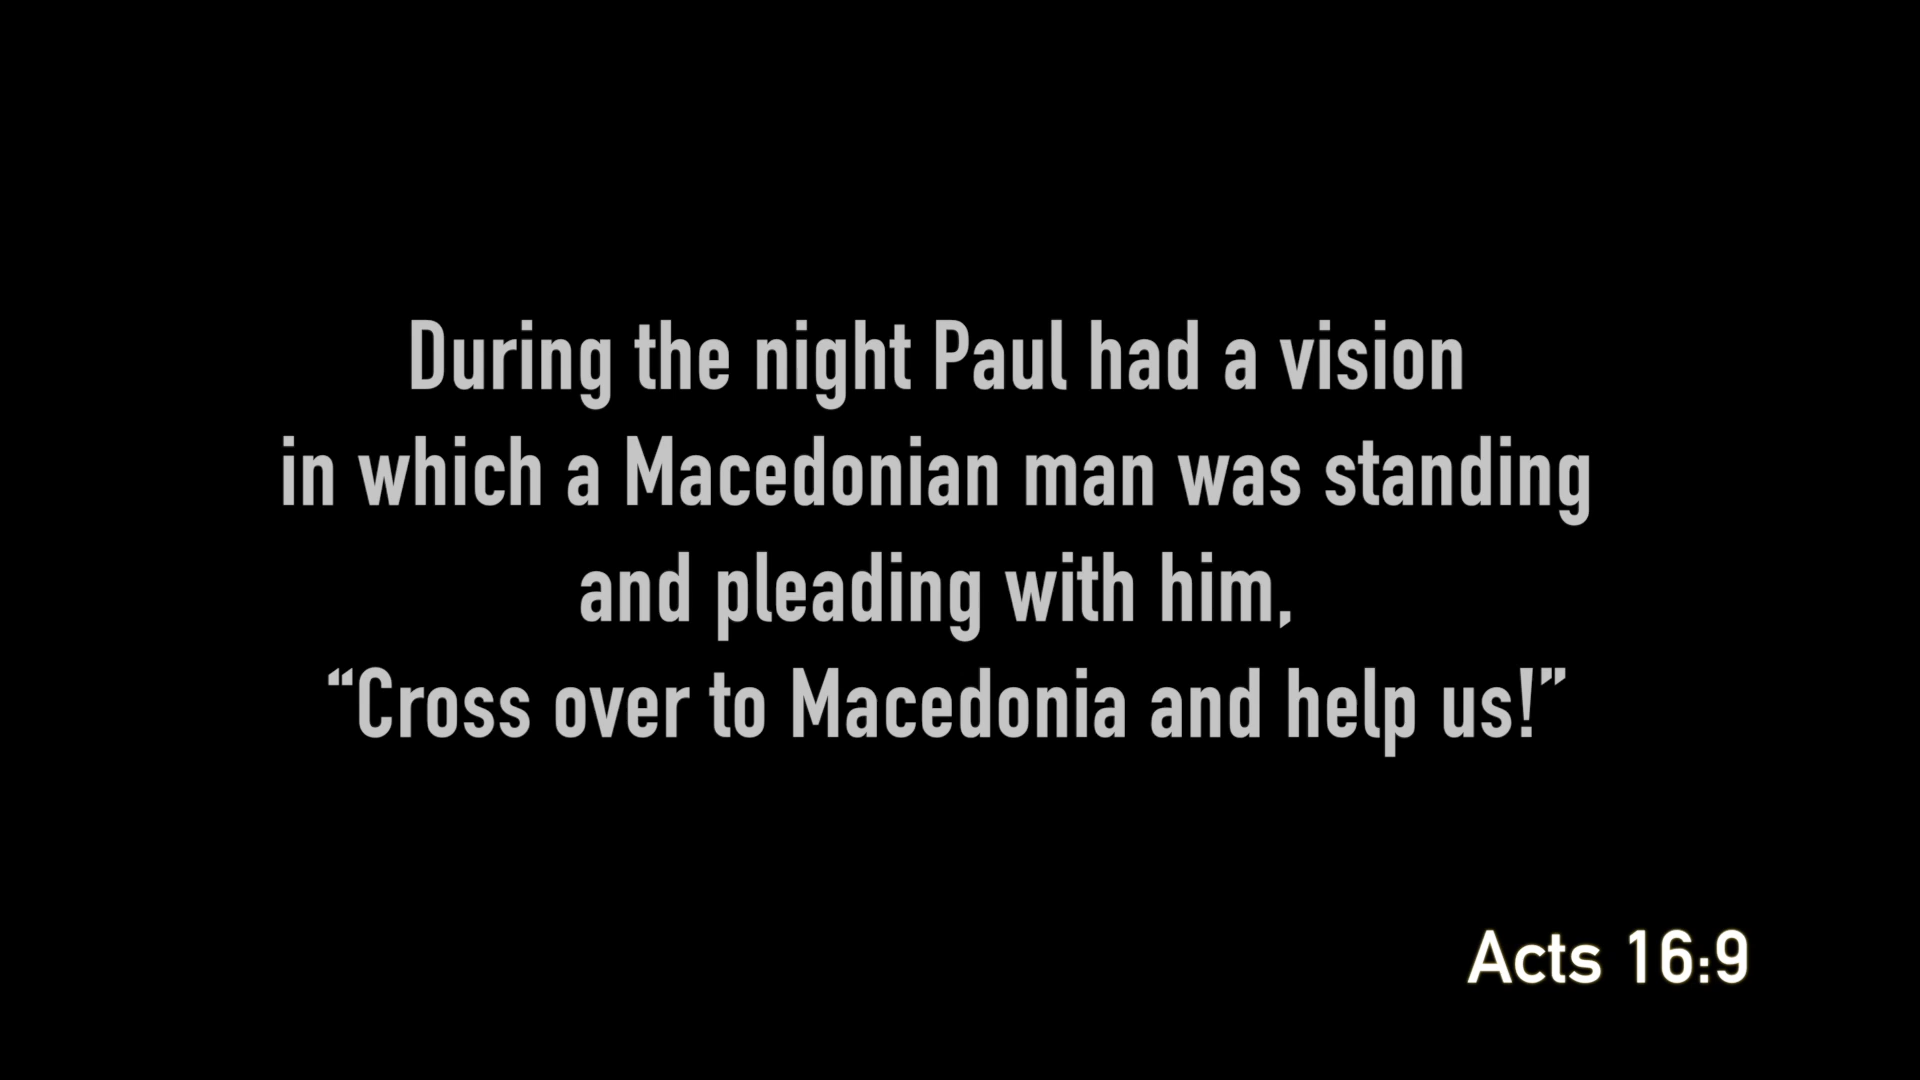 During the night Paul had a vision
in which a Macedonian man was standing
and pleading with him,
“Cross over to Macedonia and help us!”
Acts 16:9